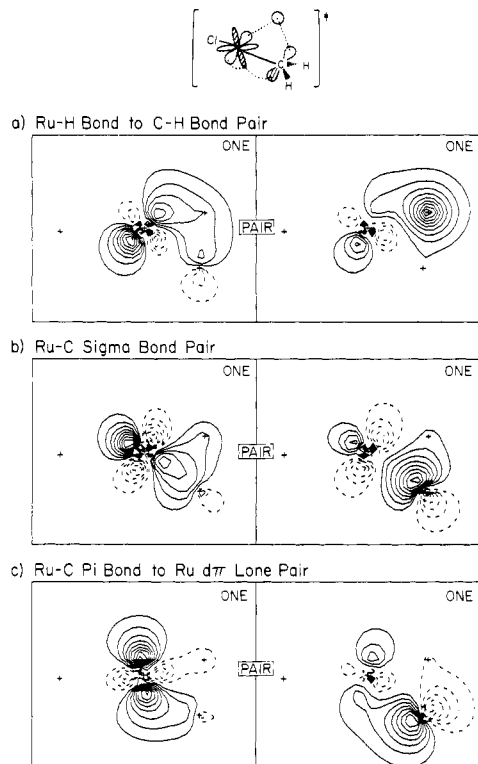 ‡
Cl
C
H
H
a) Ru-H Bond to C-H Bond Pair
ONE
PAIR
ONE
b) Ru-C Sigma Bond Pair
ONE
PAIR
ONE
c) Ru-C Pi Bond to Ru dπ Lone Pair
ONE
PAIR
ONE